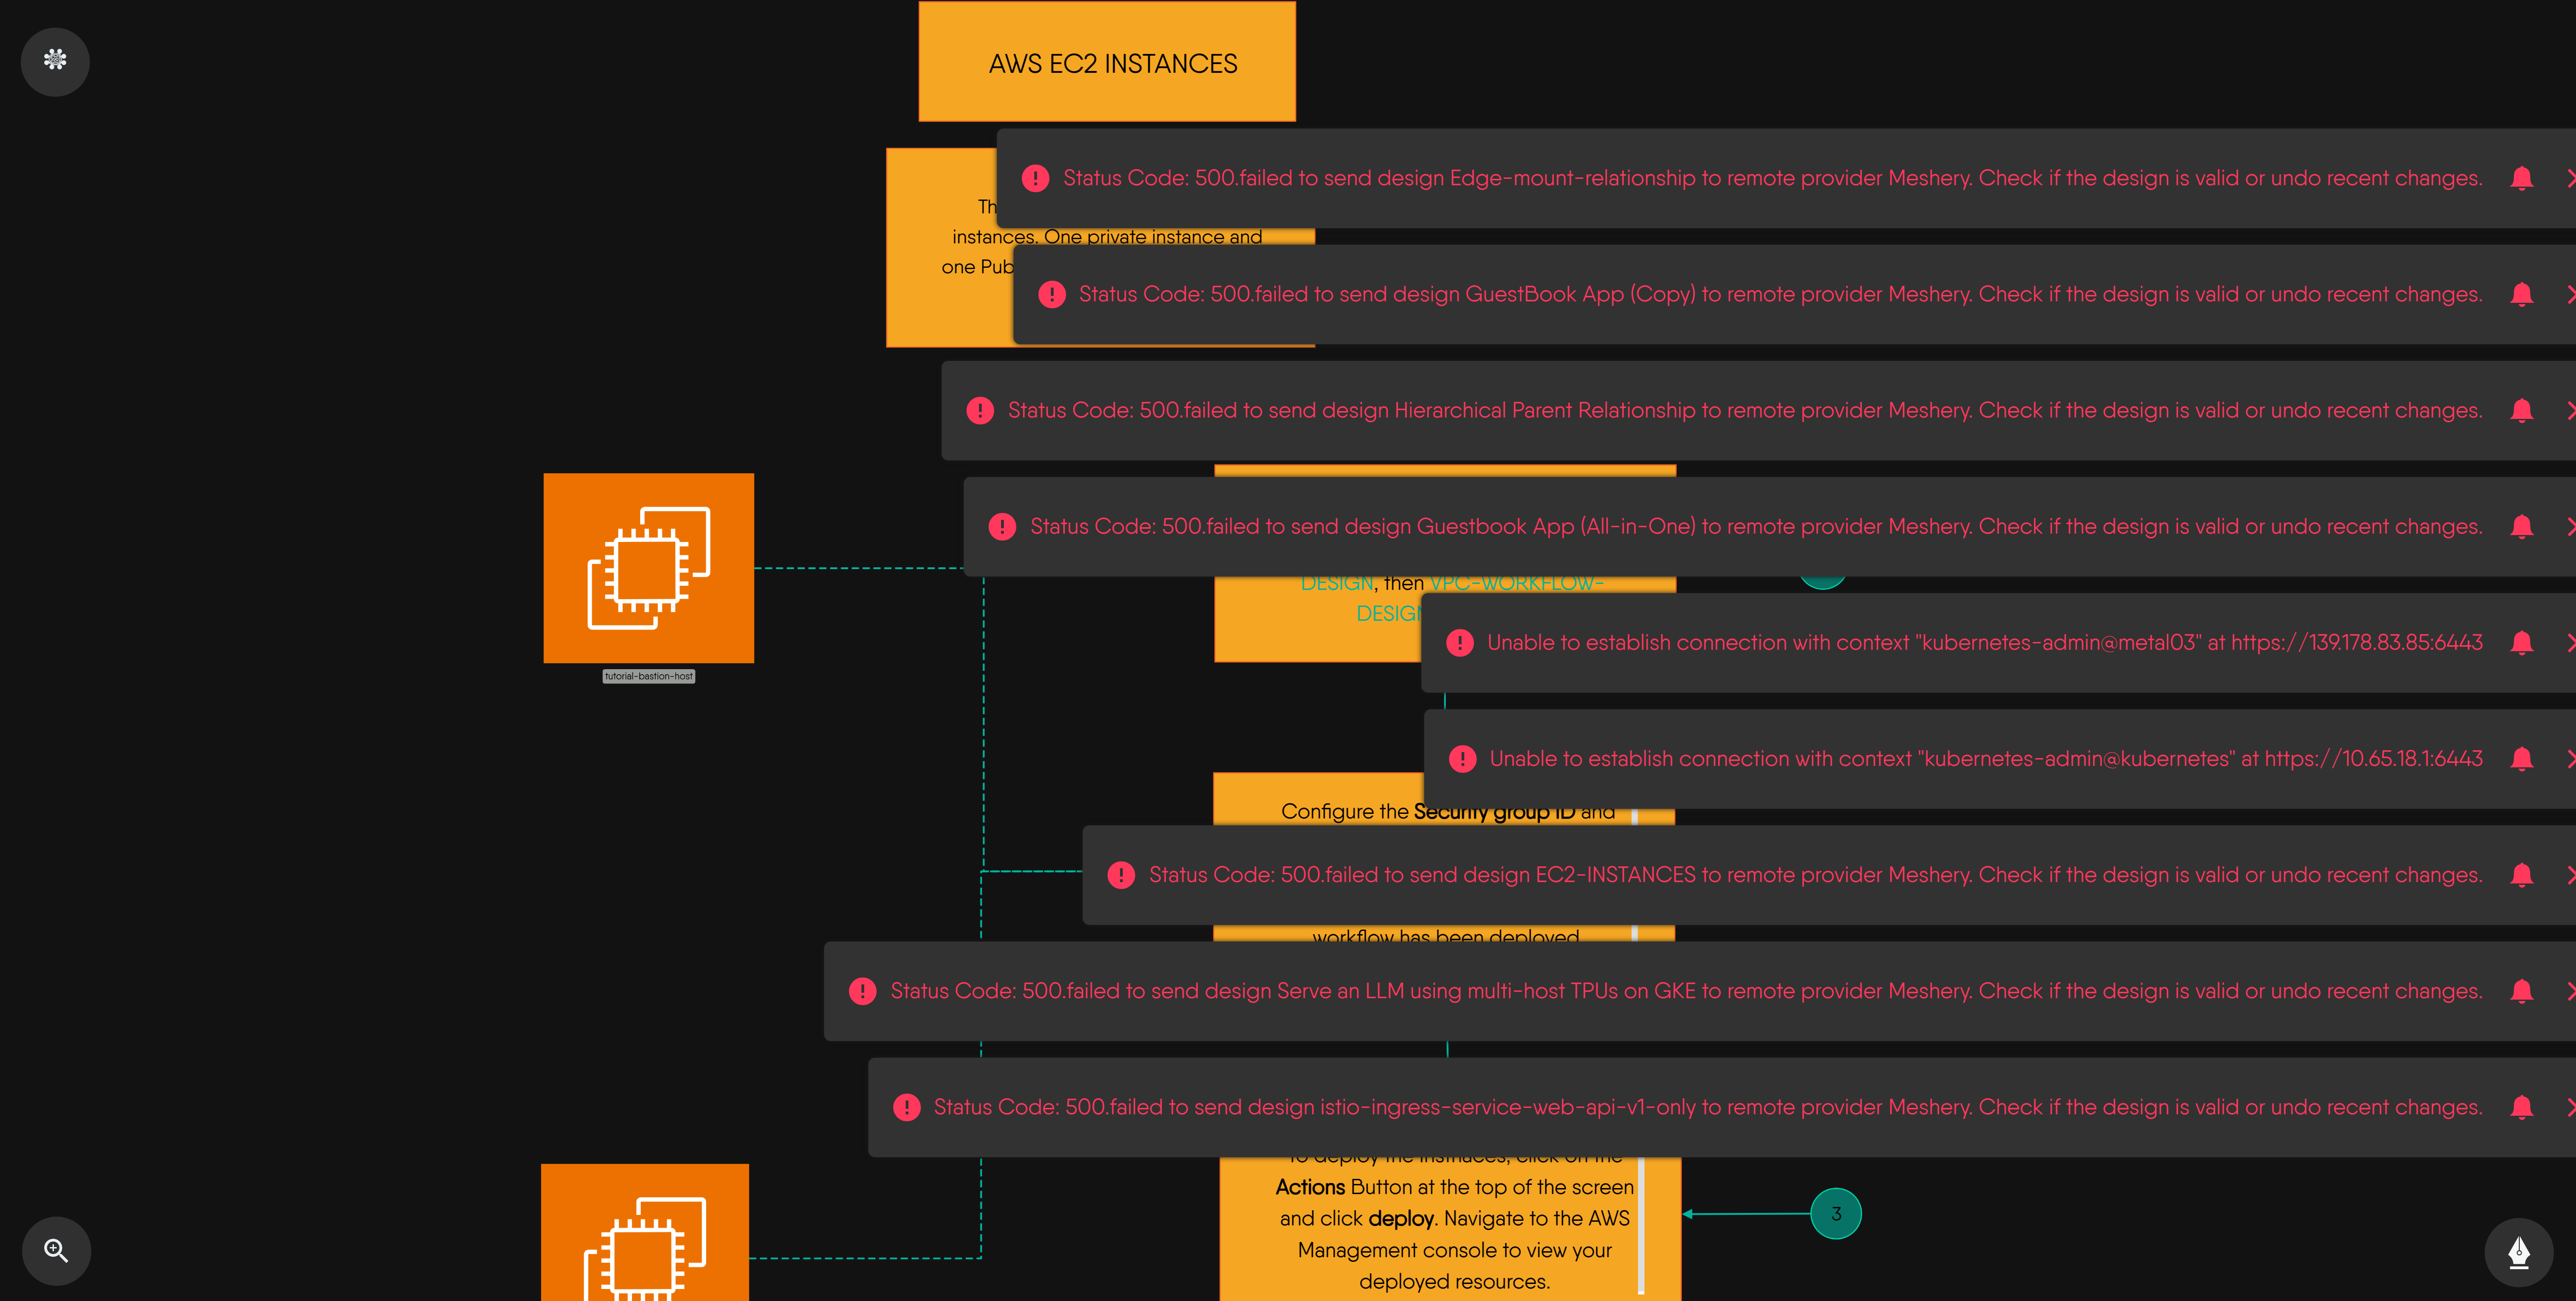 AWS EC2 INSTANCES
Status Code: 500.failed to send design Edge-mount-relationship to remote provider Meshery. Check if the design is valid or undo recent changes.
Th
instances. One private instance and
one Pub
Status Code: 500.failed to send design GuestBook App (Copy) to remote provider Meshery. Check if the design is valid or undo recent changes.
Status Code: 500.failed to send design Hierarchical Parent Relationship to remote provider Meshery. Check if the design is valid or undo recent changes.
Status Code: 500.failed to send design Guestbook App (All-in-One) to remote provider Meshery. Check if the design is valid or undo recent changes.
DESIGN, then VPC-WORKFLOW-
DESIGN
Unable to establish connection with context "kubernetes-admin@metal03" at https://139.178.83.85:6443
tutorial-bastion-host
Unable to establish connection with context "kubernetes-admin@kubernetes" at https://10.65.18.1:6443
Configure the Security group ID and
Status Code: 500.failed to send design EC2-INSTANCES to remote provider Meshery. Check if the design is valid or undo recent changes.
workflow has been deployed
Status Code: 500.failed to send design Serve an LLM using multi-host TPUs on GKE to remote provider Meshery. Check if the design is valid or undo recent changes.
Status Code: 500.failed to send design istio-ingress-service-web-api-v1-only to remote provider Meshery. Check if the design is valid or undo recent changes.
To deploy the instnaces, click on the
Actions Button at the top of the screen
and click deploy. Navigate to the AWS
Management console to view your
deployed resources.
3